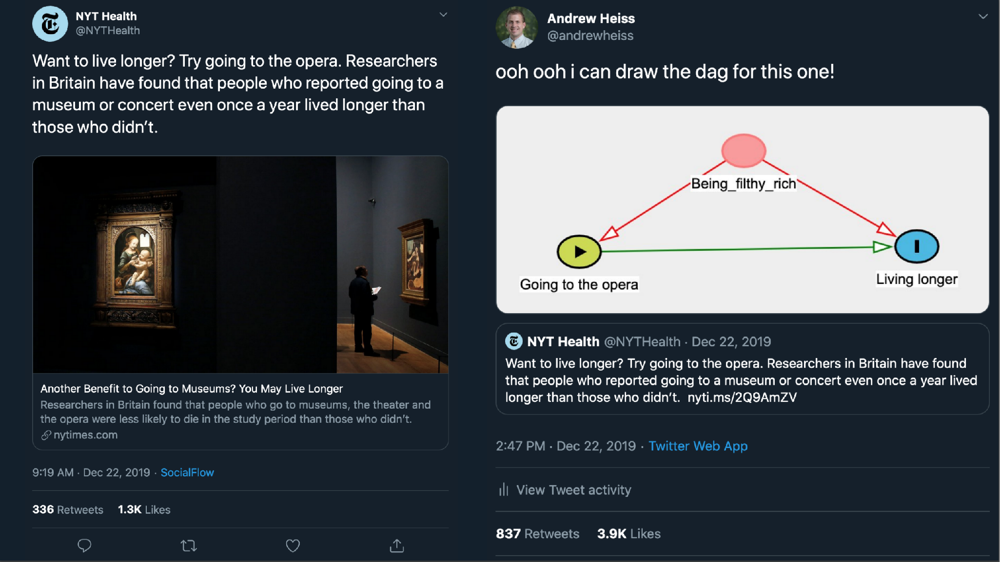 NYT Health
@NYTHealth
Want to live longer? Try going to the opera. Researchers
in Britain have found that people who reported going to a
museum or concert even once a year lived longer than
those who didn’t.
Another Benefit to Going to Museums? You May Live Longer
Researchers in Britain found that people who go to museums, the theater and
the opera were less likely to die in the study period than those who didn’t.
nytimes.com
9:19 AM · Dec 22, 2019 · SocialFlow
336 Retweets 1.3K Likes
Andrew Heiss
@andrewheiss
ooh ooh i can draw the dag for this one!
Being_filthy_rich
Going to the opera
Living longer
NYT Health @NYTHealth · Dec 22, 2019
Want to live longer? Try going to the opera. Researchers in Britain have found
that people who reported going to a museum or concert even once a year lived
longer than those who didn’t. nyti.ms/2Q9AmZV
2:47 PM · Dec 22, 2019 · Twitter Web App
View Tweet activity
837 Retweets 3.9K Likes